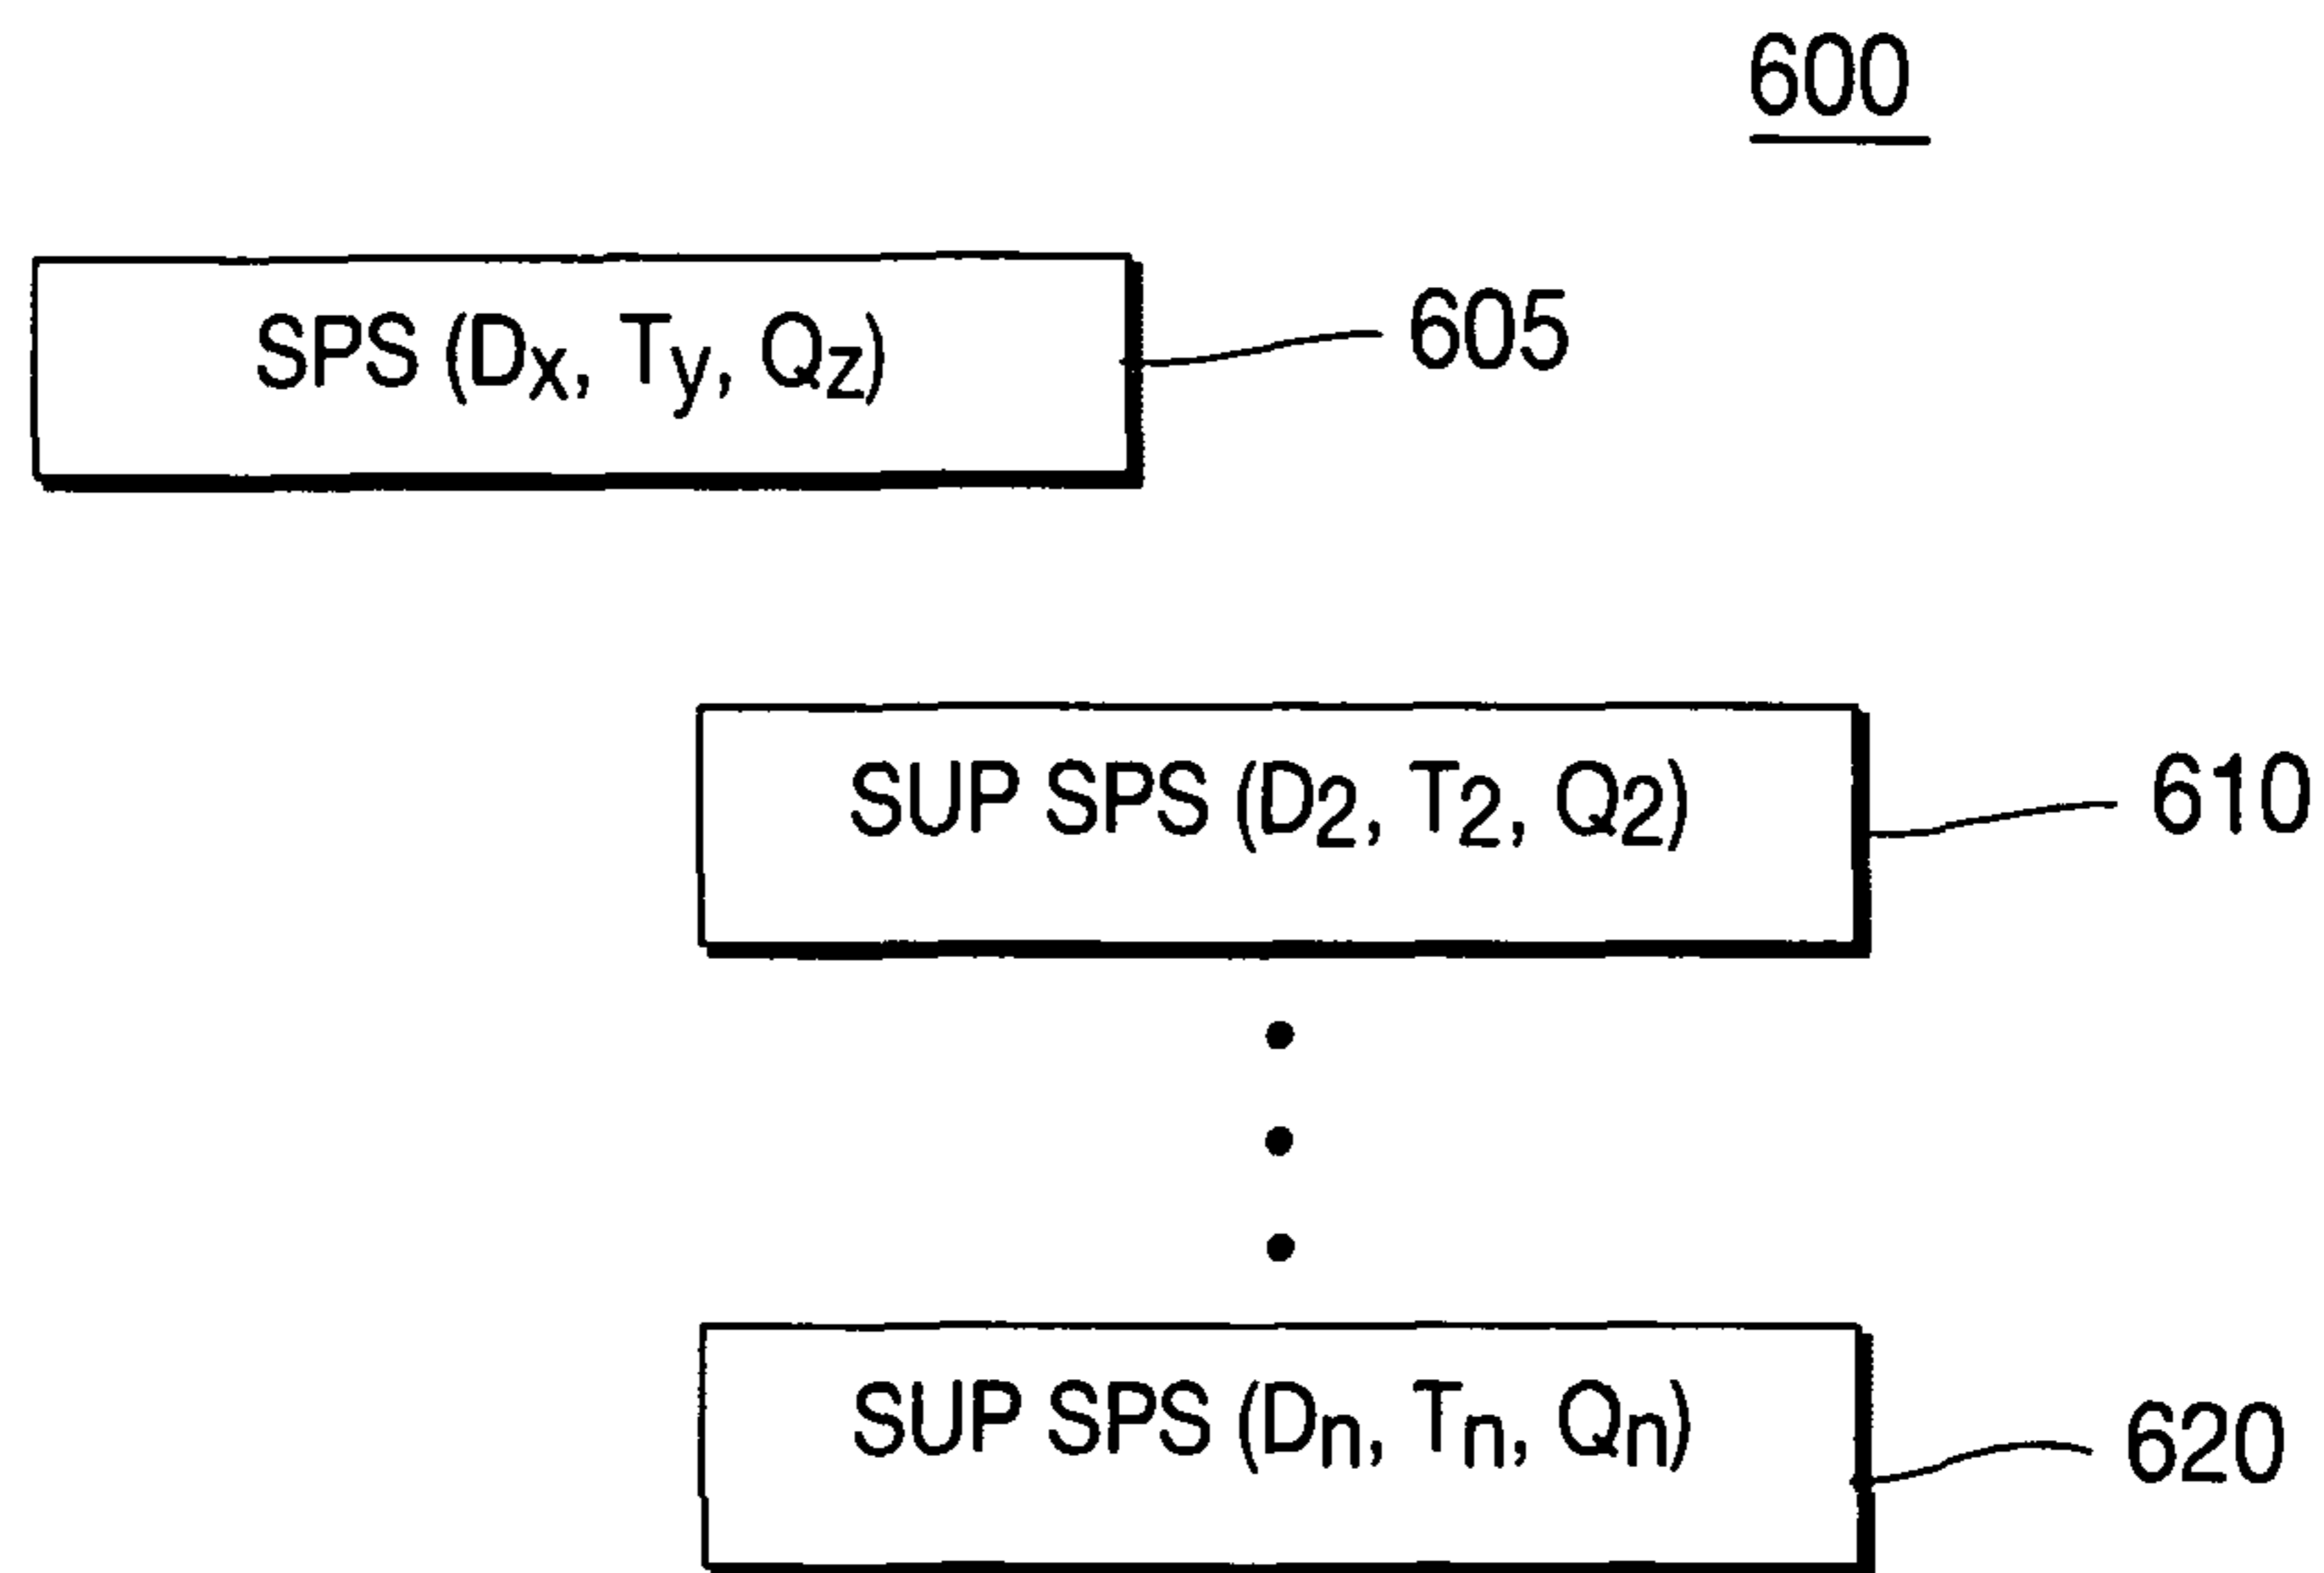 600
SPS (Dx, Ty, Qz)
605
SUP SPS (D2, T2, Q2)
610
SUP SPS (Dn, Tn, Qn)
620